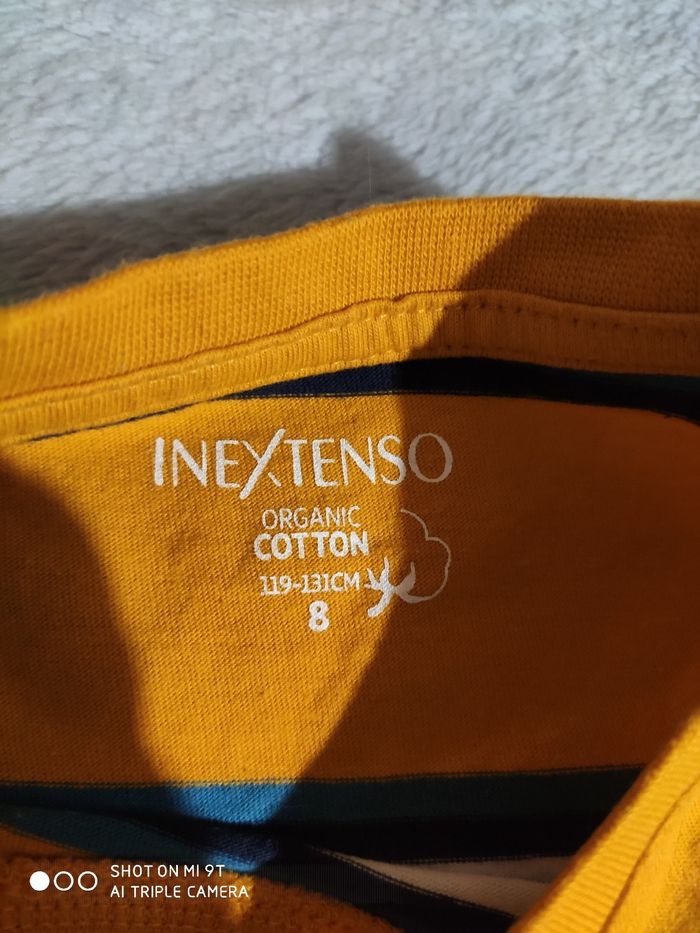 INEXTENSO
ORGANIC
COTTON
119-131CM
8
SHOT ON MI 9T
AI TRIPLE CAMERA